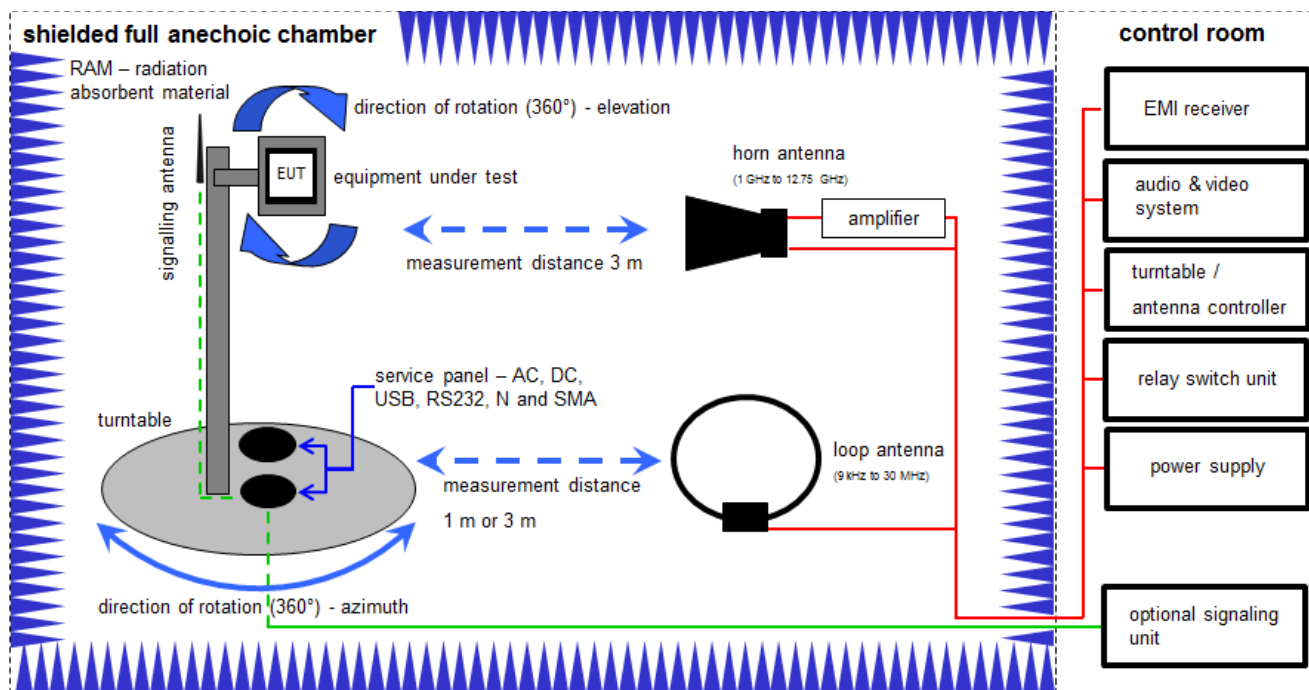 shielded full anechoic chamber
RAM – radiation
absorbent material
signalling antenna
direction of rotation (360°) - elevation
EUT
equipment under test
horn antenna
(1 GHz to 12.75 GHz)
amplifier
measurement distance 3 m
service panel – AC, DC,
USB, RS232, N and SMA
turntable
loop antenna
(9 kHz to 30 MHz)
measurement distance
1 m or 3 m
direction of rotation (360°) - azimuth
control room
EMI receiver
audio & video
system
turntable /
antenna controller
relay switch unit
power supply
optional signaling
unit